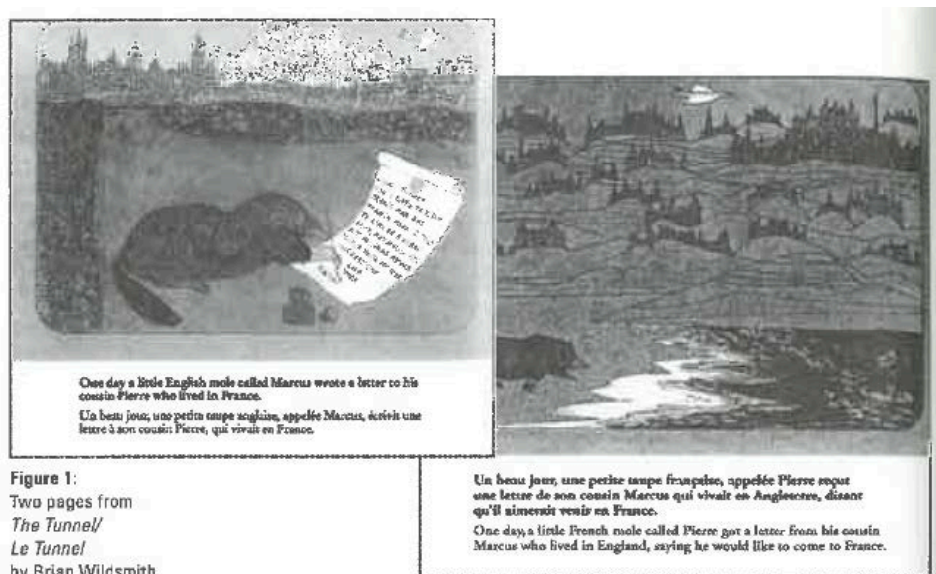 One day a little English mole called Marcus wrote a letter to his
cousin Pierre who lived in France.
Un beau jour, une petite taupe anglaise, appelée Marcus, écrivit une
lettre à son cousin Pierre, qui vivait en France.
Figure 1:
Two pages from
The Tunnel/
Le Tunnel
by Brian Wildsmith
Un beau jour, une petite taupe française, appelée Pierre reçut
une lettre de son cousin Marcus qui vivait en Angleterre, disant
qu'il aimerait venir en France.
One day, a little French mole called Pierre got a letter from his cousin
Marcus who lived in England, saying he would like to come to France.